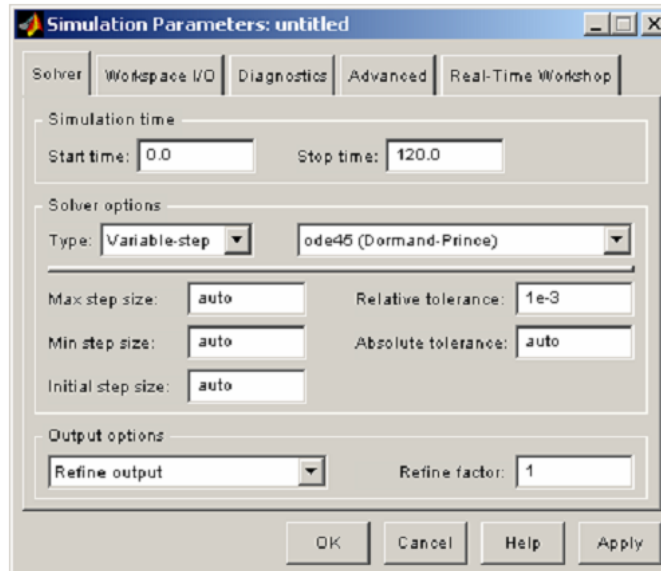 Simulation Parameters: untitled
Solver Workspace I/O Diagnostics Advanced Real-Time Workshop
Simulation time
Start time: 0.0 Stop time: 120.0
Solver options
Type: Variable-step ode45 (Dormand-Prince)
Max step size: auto Relative tolerance: 1e-3
Min step size: auto Absolute tolerance: auto
Initial step size: auto
Output options
Refine output Refine factor: 1
OK Cancel Help Apply